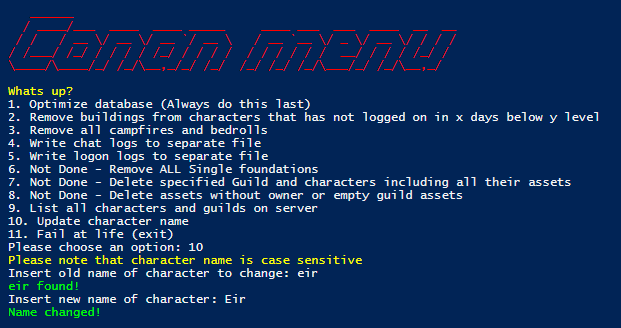 Conan menu
Whats up?
1. Optimize database (Always do this last)
2. Remove buildings from characters that has not logged on in x days below y level
3. Remove all campfires and bedrolls
4. Write chat logs to separate file
5. Write logon logs to separate file
6. Not Done - Remove ALL Single foundations
7. Not Done - Delete specified Guild and characters including all their assets
8. Not Done - Delete assets without owner or empty guild assets
9. List all characters and guilds on server
10. Update character name
11. Fail at life (exit)
Please choose an option: 10
Please note that character name is case sensitive
Insert old name of character to change: eir
eir found!
Insert new name of character: Eir
Name changed!